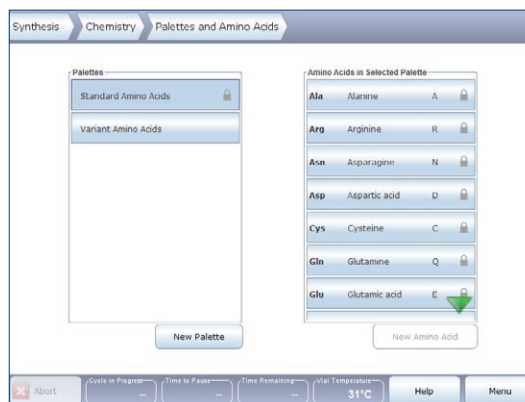 Synthesis Chemistry Palettes and Amino Acids
Palettes
Standard Amino Acids
Variant Amino Acids
New Palette
Amino Acids in Selected Palette
Ala Alanine A
Arg Arginine R
Asn Asparagine N
Asp Aspartic acid D
Cys Cysteine C
Gln Glutamine Q
Glu Glutamic acid E
New Amino Acid
Abort
Cycle in Progress
--
Time to Pause
--
Time Remaining
--
Vial Temperature
31°C
Help
Menu